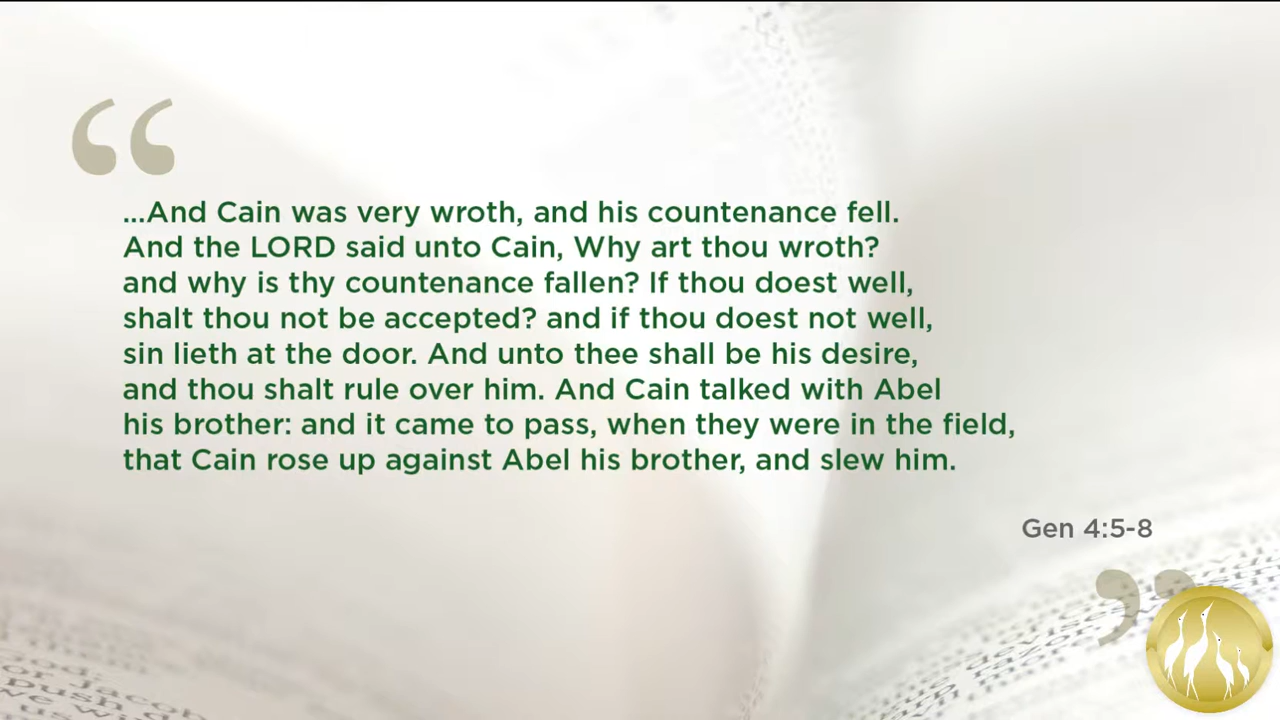 “
...And Cain was very wroth, and his countenance fell.
And the LORD said unto Cain, Why art thou wroth?
and why is thy countenance fallen? If thou doest well,
shalt thou not be accepted? and if thou doest not well,
sin lieth at the door. And unto thee shall be his desire,
and thou shalt rule over him. And Cain talked with Abel
his brother: and it came to pass, when they were in the field,
that Cain rose up against Abel his brother, and slew him.
Gen 4:5-8
”